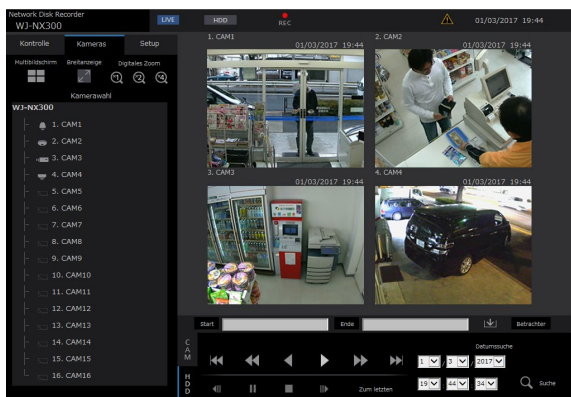 Network Disk Recorder
WJ-NX300
LIVE
HDD
REC
01/03/2017 19:44
Kontrolle Kameras Setup
Multibildschirm Breitanzeige Digitales Zoom
Kamerawahl
WJ-NX300
1. CAM1
2. CAM2
3. CAM3
4. CAM4
5. CAM5
6. CAM6
7. CAM7
8. CAM8
9. CAM9
10. CAM10
11. CAM11
12. CAM12
13. CAM13
14. CAM14
15. CAM15
16. CAM16
1. CAM1
01/03/2017 19:44
2. CAM2
01/03/2017 19:44
3. CAM3
01/03/2017 19:44
4. CAM4
01/03/2017 19:44
Start Ende Betrachter
CAM
HDD
Zum letzten
Datumssuche
1 / 3 / 2017
19 44 34 Suche